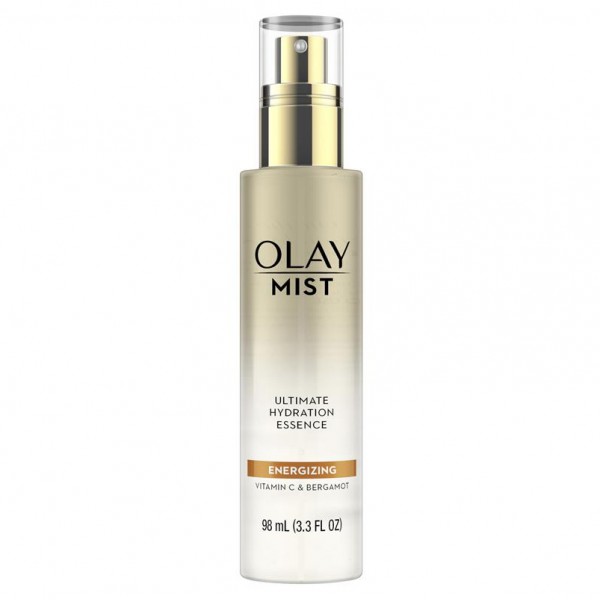 OLAY
MIST
ULTIMATE
HYDRATION
ESSENCE
ENERGIZING
VITAMIN C & BERGAMOT
98 mL (3.3 FL OZ)